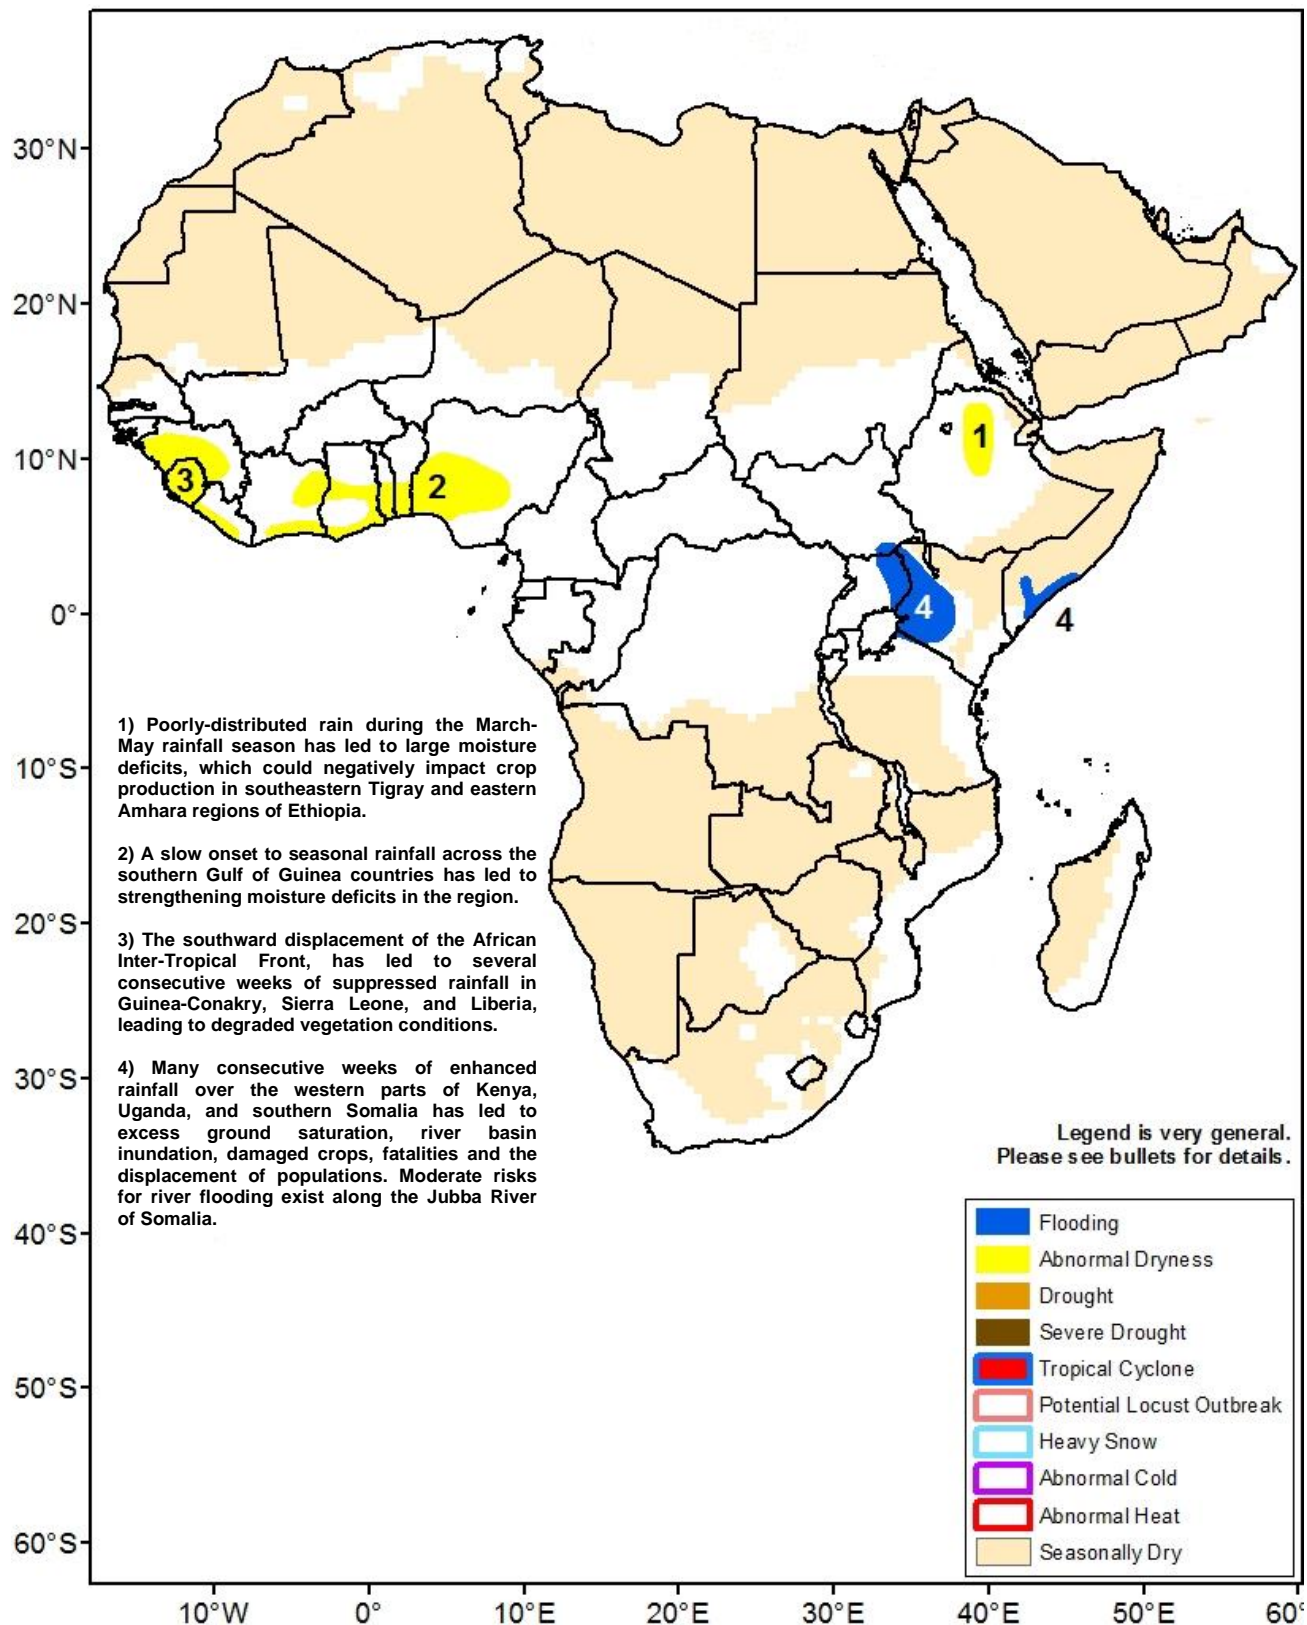 30°N
20°N
10°N
0°
10°S
20°S
30°S
40°S
50°S
60°S
1
2
3
4
4
1) Poorly-distributed rain during the March-
May rainfall season has led to large moisture
deficits, which could negatively impact crop
production in southeastern Tigray and eastern
Amhara regions of Ethiopia.
2) A slow onset to seasonal rainfall across the
southern Gulf of Guinea countries has led to
strengthening moisture deficits in the region.
3) The southward displacement of the African
Inter-Tropical Front, has led to several
consecutive weeks of suppressed rainfall in
Guinea-Conakry, Sierra Leone, and Liberia,
leading to degraded vegetation conditions.
4) Many consecutive weeks of enhanced
rainfall over the western parts of Kenya,
Uganda, and southern Somalia has led to
excess ground saturation, river basin
inundation, damaged crops, fatalities and the
displacement of populations. Moderate risks
for river flooding exist along the Jubba River
of Somalia.
Legend is very general.
Please see bullets for details.
Flooding
Abnormal Dryness
Drought
Severe Drought
Tropical Cyclone
Potential Locust Outbreak
Heavy Snow
Abnormal Cold
Abnormal Heat
Seasonally Dry
10°W 0° 10°E 20°E 30°E 40°E 50°E 60°